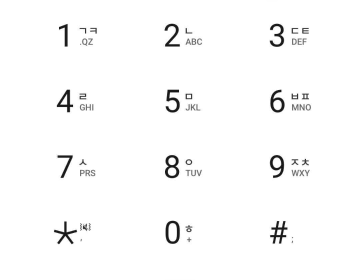 1 ㄱㅋ .QZ
2 ㄴ ABC
3 ㄷㅌ DEF
4 ㄹ GHI
5 ㅁ JKL
6 ㅂㅍ MNO
7 ㅅ PRS
8 ㅇ TUV
9 ㅈㅊ WXY
* ,
0 ㅎ +
# ;